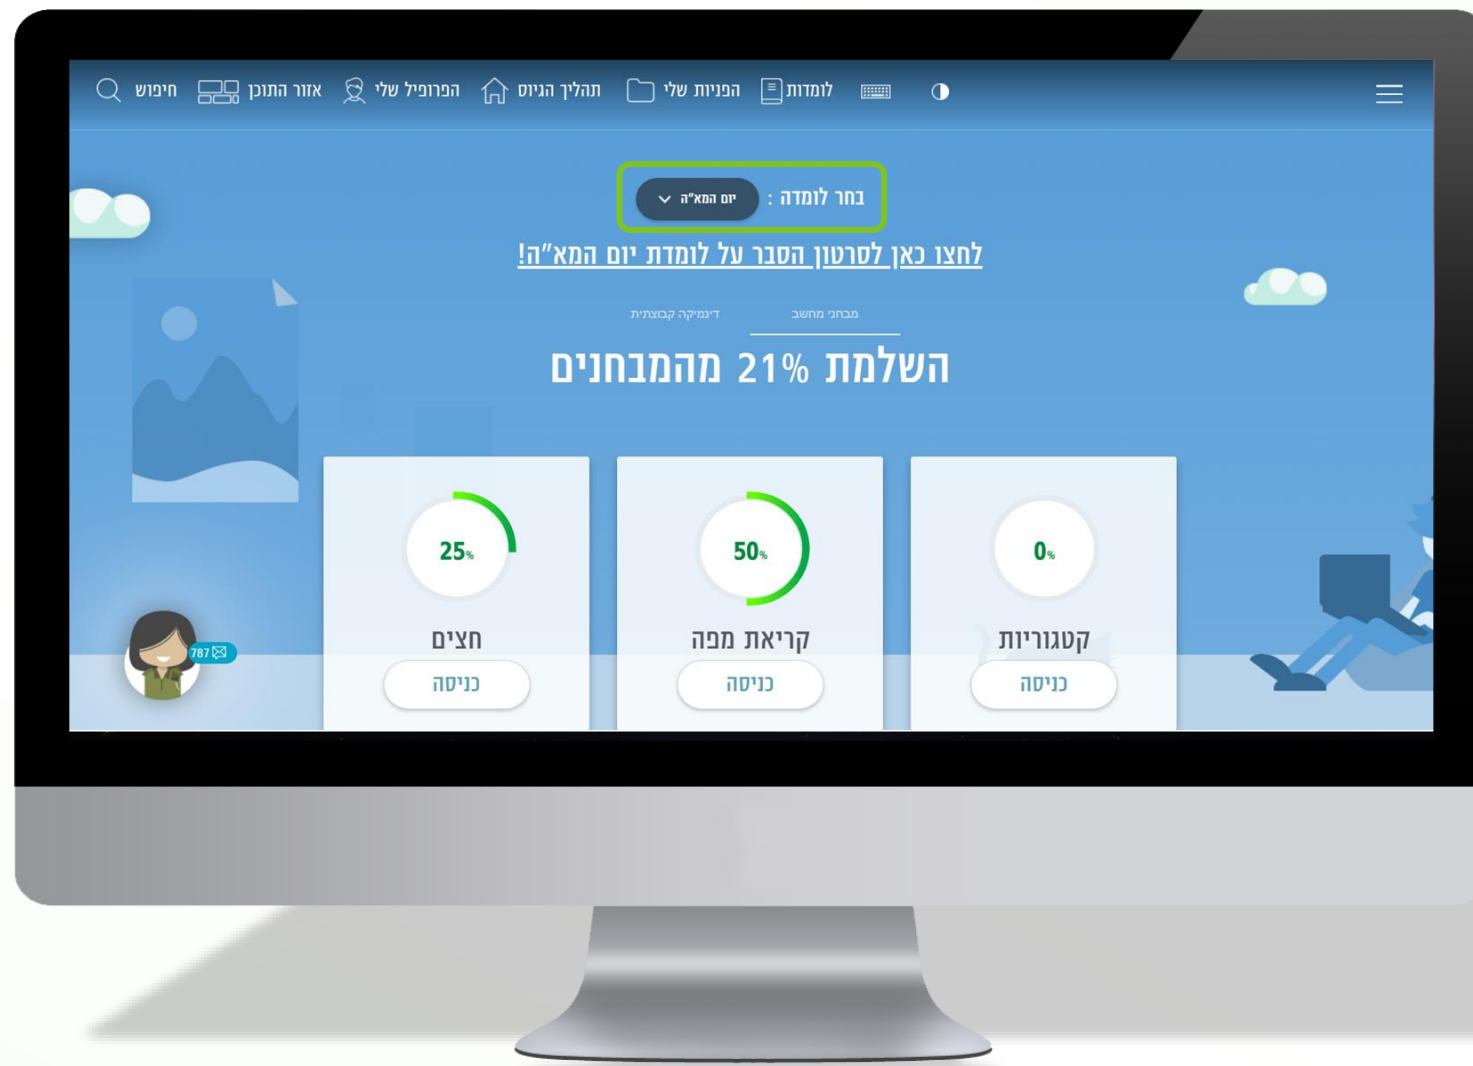 לומדות הפניות שלי תהליך הגיוס הפרופיל שלי אזור התוכן חיפוש
בחר לומדה : יום המא"ה
לחצו כאן לסרטון הסבר על לומדת יום המא"ה!
מבחני מחשב דינמיקה קבוצתית
השלמת 21% מהמבחנים
0%
50%
25%
קטגוריות
קריאת מפה
חצים
כניסה
כניסה
כניסה
787